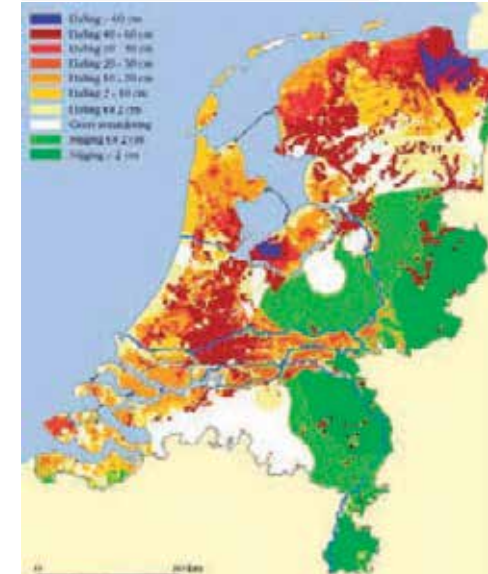 Daling > 60 cm
Daling 40 - 60 cm
Daling 30 - 40 cm
Daling 20 - 30 cm
Daling 10 - 20 cm
Daling 2 - 10 cm
Daling tot 2 cm
Geen verandering
Stijging tot 2 cm
Stijging > 2 cm